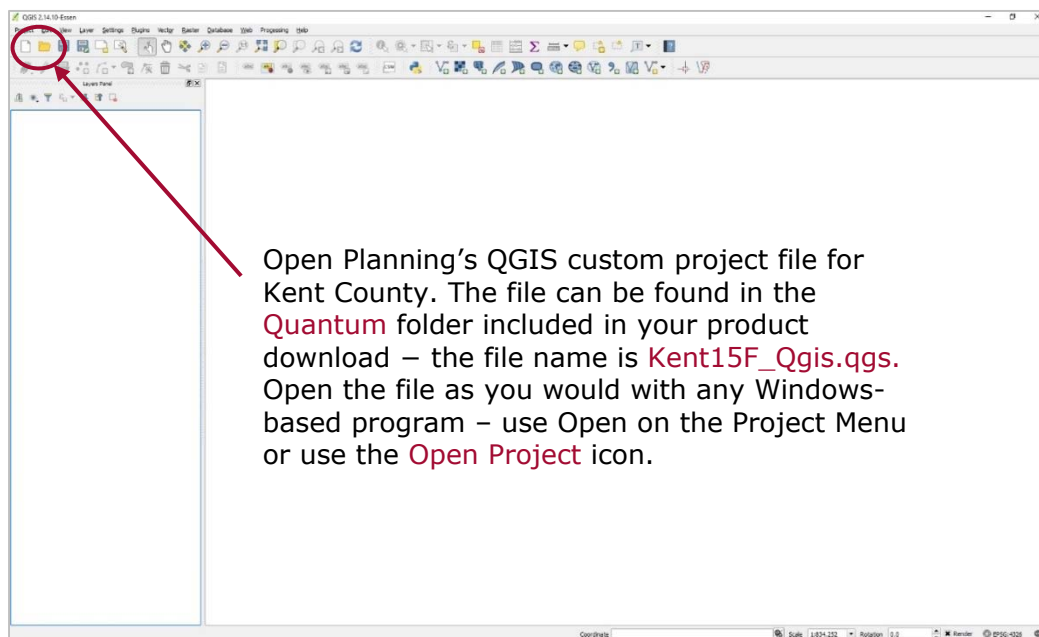 QGIS 2.14.10-Essen
Project Edit View Layer Settings Plugins Vector Raster Database Web Processing Help
Layers Panel
Open Planning’s QGIS custom project file for
Kent County. The file can be found in the
Quantum folder included in your product
download – the file name is Kent15F_Qgis.qgs.
Open the file as you would with any Windows-
based program – use Open on the Project Menu
or use the Open Project icon.
Coordinate Scale 1:834,252 Rotation 0.0 Render EPSG:4326